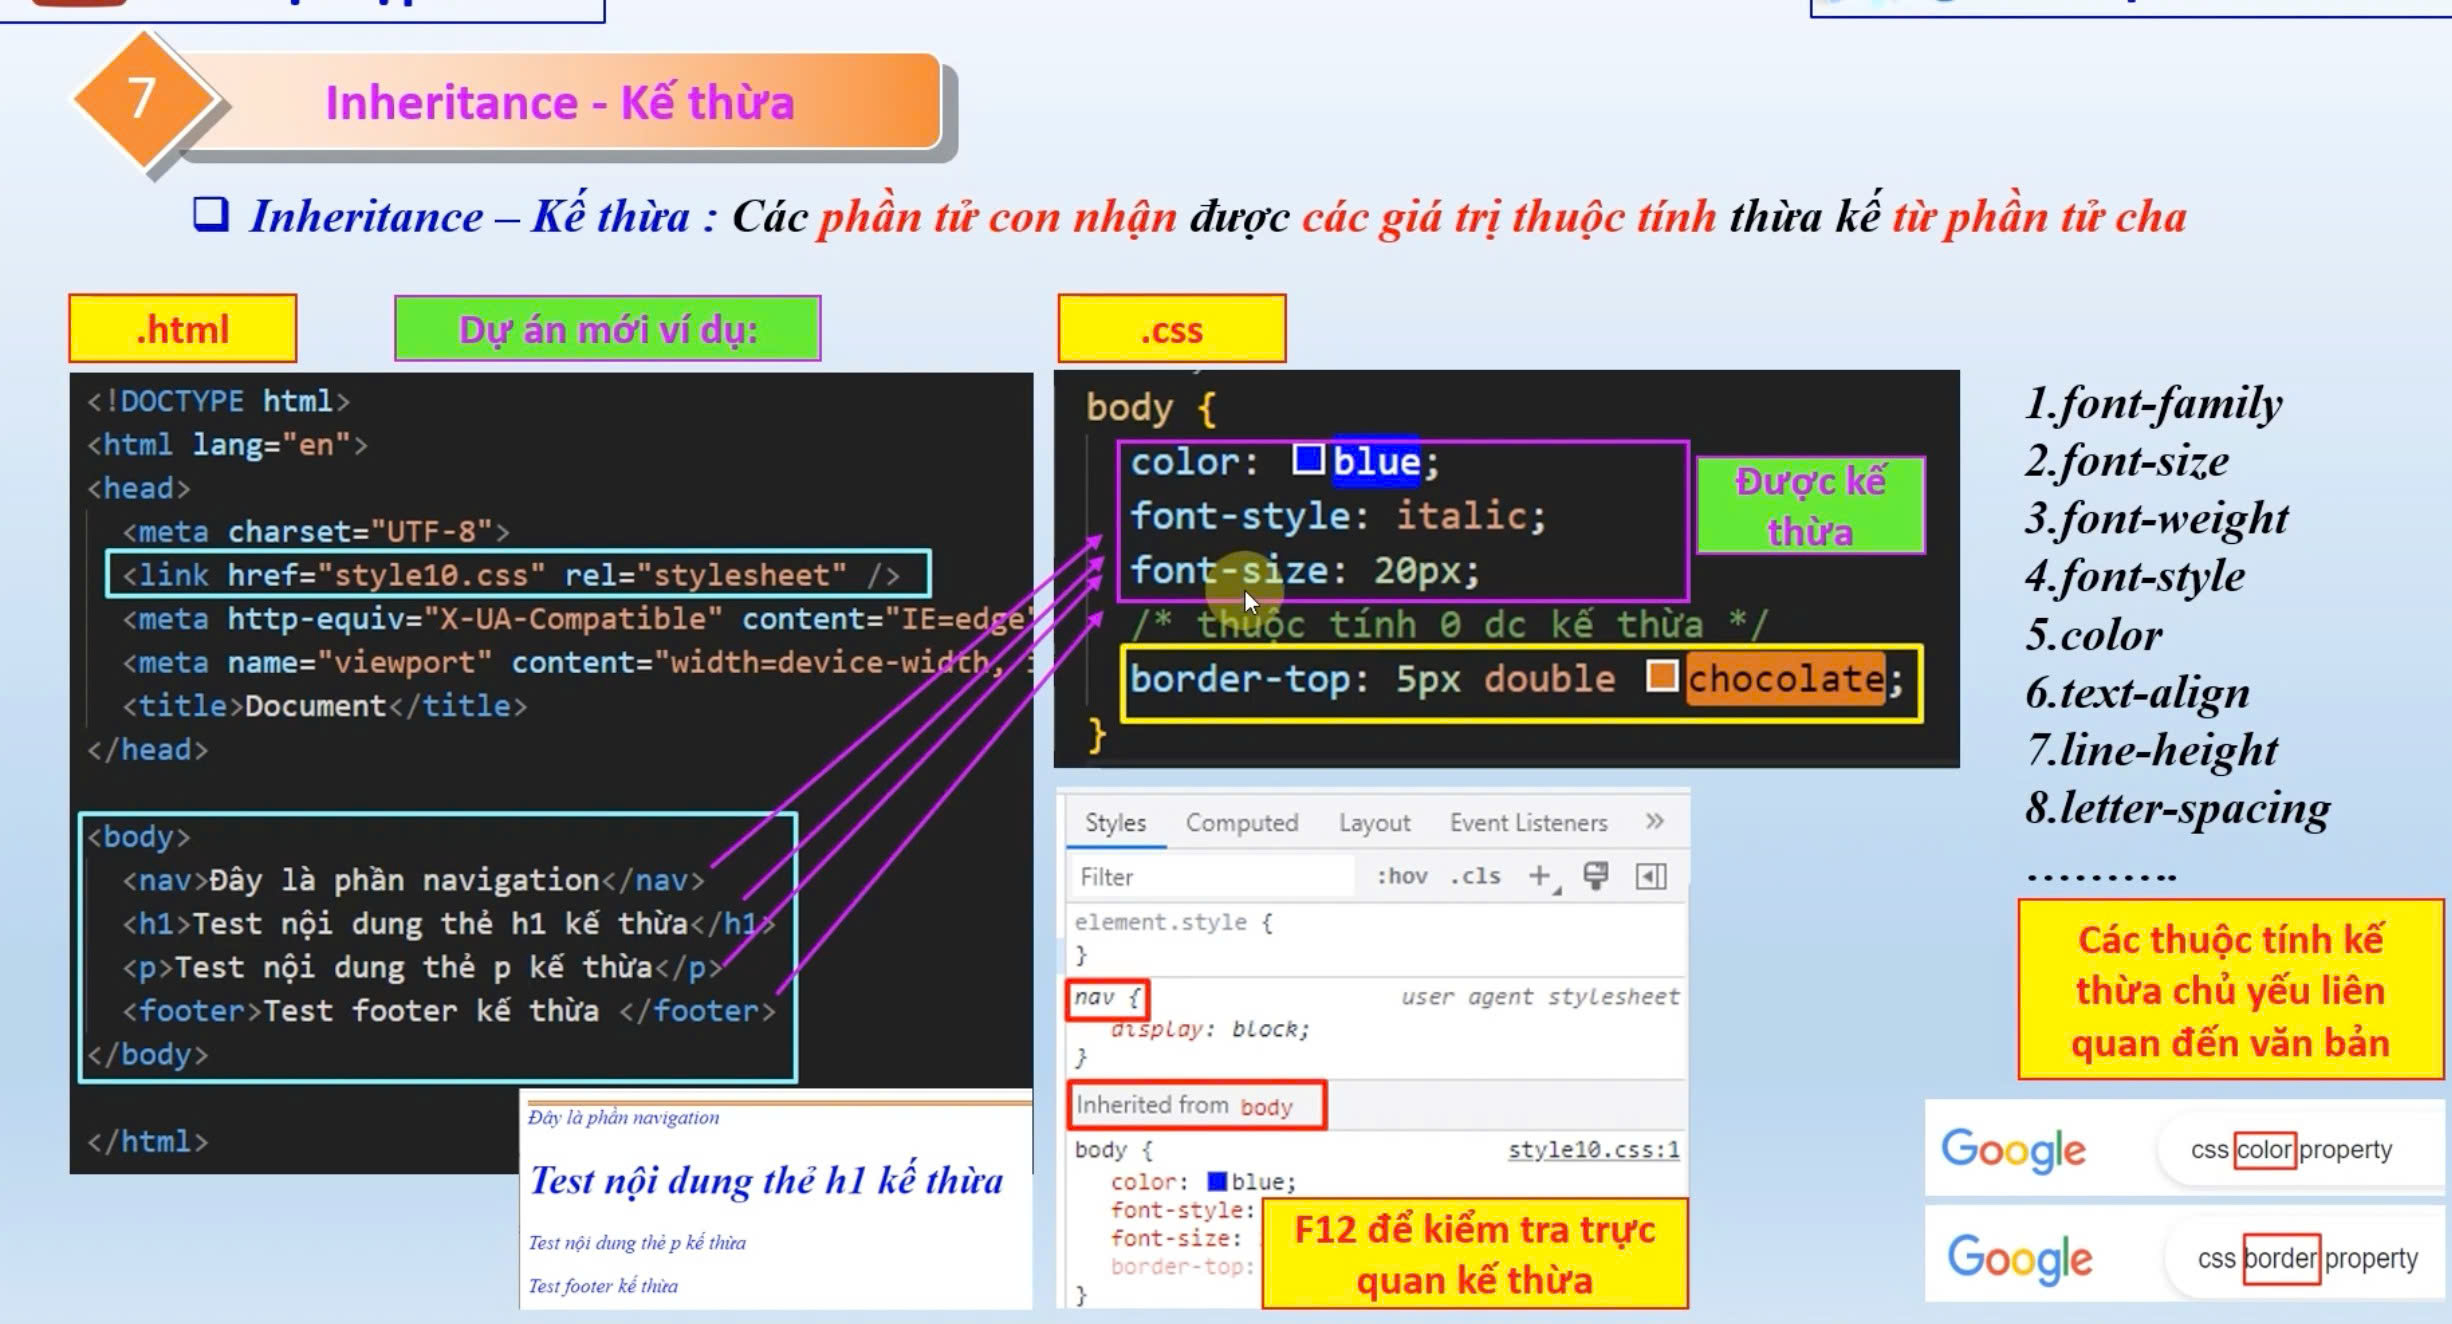 7
Inheritance - Kế thừa
❑ Inheritance – Kế thừa : Các phần tử con nhận được các giá trị thuộc tính thừa kế từ phần tử cha
.html
Dự án mới ví dụ:
<!DOCTYPE html>
<html lang="en">
<head>
<meta charset="UTF-8">
<link href="style10.css" rel="stylesheet" />
<meta http-equiv="X-UA-Compatible" content="IE=edge"
<meta name="viewport" content="width=device-width,
<title>Document</title>
</head>
<body>
<nav>Đây là phần navigation</nav>
<h1>Test nội dung thẻ h1 kế thừa</h1>
<p>Test nội dung thẻ p kế thừa</p>
<footer>Test footer kế thừa </footer>
</body>
</html>
Đây là phần navigation
Test nội dung thẻ h1 kế thừa
Test nội dung thẻ p kế thừa
Test footer kế thừa
.css
body {
color: blue;
font-style: italic;
font-size: 20px;
/* thuộc tính 0 dc kế thừa */
border-top: 5px double chocolate;
}
Được kế
thừa
Styles Computed Layout Event Listeners »
Filter :hov .cls +
element.style {
}
nav { user agent stylesheet
display: block;
}
Inherited from body
body { style10.css:1
color: blue;
font-style:
font-size:
border-top:
}
F12 để kiểm tra trực
quan kế thừa
1.font-family
2.font-size
3.font-weight
4.font-style
5.color
6.text-align
7.line-height
8.letter-spacing
..........
Các thuộc tính kế
thừa chủ yếu liên
quan đến văn bản
Google css color property
Google css border property